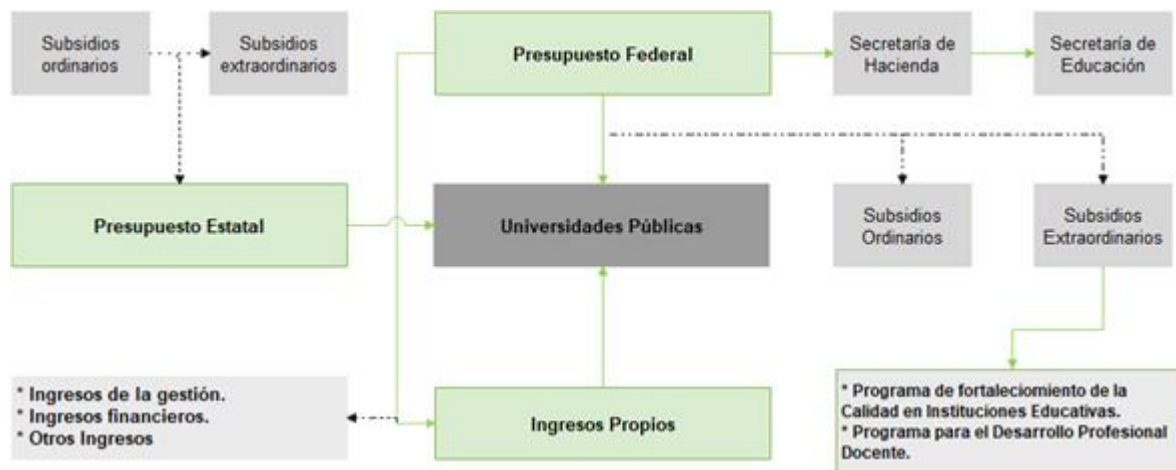 Subsidios
ordinarios
Subsidios
extraordinarios
Presupuesto Federal
Secretaría de
Hacienda
Secretaría de
Educación
Presupuesto Estatal
Universidades Públicas
Subsidios
Ordinarios
Subsidios
Extraordinarios
* Ingresos de la gestión.
* Ingresos financieros.
* Otros Ingresos
Ingresos Propios
* Programa de fortaleciomiento de la
Calidad en Instituciones Educativas.
* Programa para el Desarrollo Profesional
Docente.